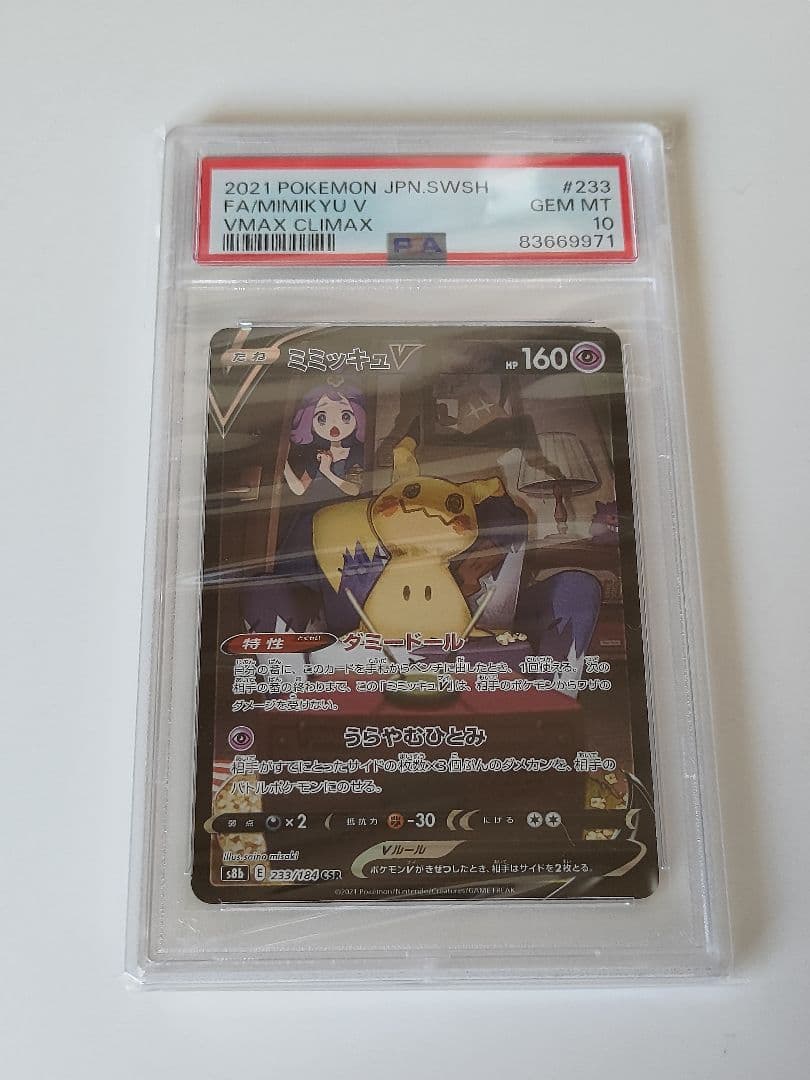 2021 POKEMON JPN.SWSH #233
FA/MIMIKYU V GEM MT
VMAX CLIMAX 10
PSA 83669971
たね ミミッキュV HP 160
特性 とくせい ダミードール
自分の番に、このカードを手札からベンチに出したとき、1回使える。次の
相手の番の終わりまで、この「ミミッキュV」は、相手のポケモンからワザの
ダメージを受けない。
うらやむひとみ
相手がすでにとったサイドの枚数×3個ぶんのダメカンを、相手の
バトルポケモンにのせる。
弱点 ×2 抵抗力 -30 にげる
illus. saino misaki Vルール
s8b E 233/184 CSR ポケモンVがきぜつしたとき、相手はサイドを2枚とる。
©2021 Pokémon/Nintendo/Creatures/GAME FREAK